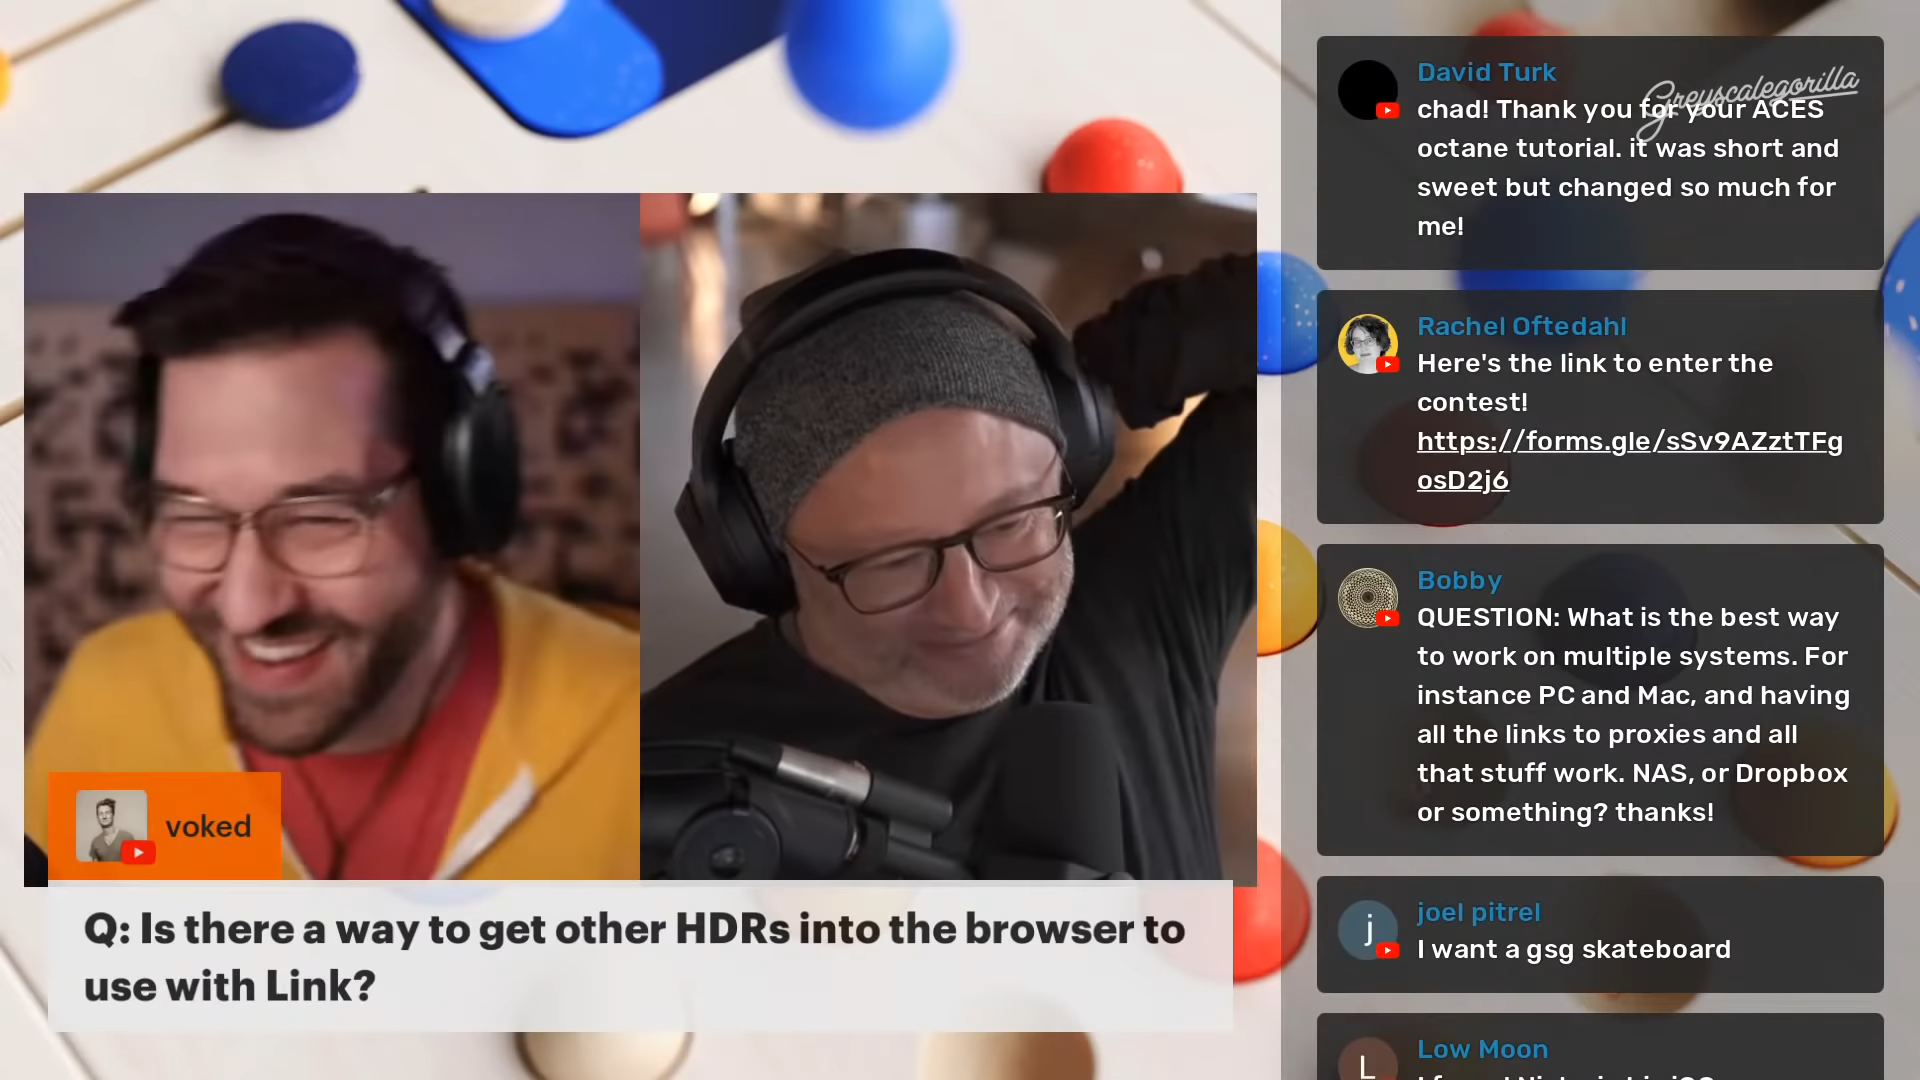 Greyscalegorilla
David Turk
chad! Thank you for your ACES
octane tutorial. it was short and
sweet but changed so much for
me!
Rachel Oftedahl
Here's the link to enter the
contest!
https://forms.gle/sSv9AZztTFg
osD2j6
Bobby
QUESTION: What is the best way
to work on multiple systems. For
instance PC and Mac, and having
all the links to proxies and all
that stuff work. NAS, or Dropbox
or something? thanks!
j
joel pitrel
I want a gsg skateboard
L
Low Moon
voked
Q: Is there a way to get other HDRs into the browser to
use with Link?